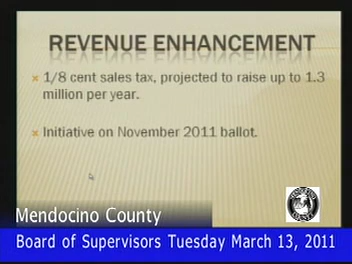 REVENUE ENHANCEMENT
1/8 cent sales tax, projected to raise up to 1.3
million per year.
Initiative on November 2011 ballot.
Mendocino County
Board of Supervisors Tuesday March 13, 2011